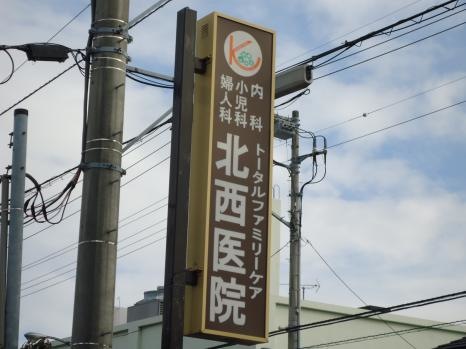 K
内科
小児科
婦人科
トータルファミリーケア
北西医院